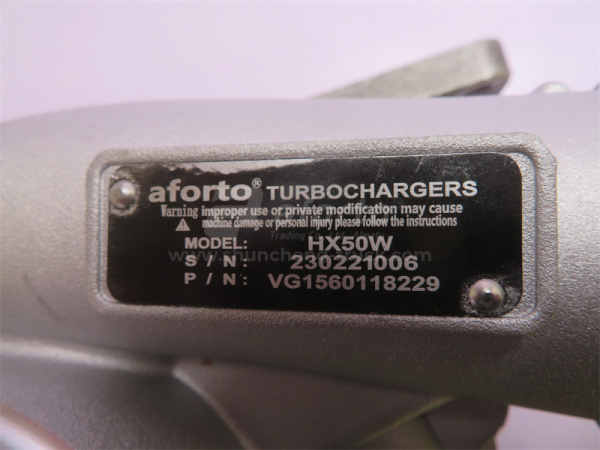 aforto® TURBOCHARGERS
Warning improper use or private modification may cause
machine damage or personal injury please follow the instructions
MODEL: HX50W
S / N: 230221006
P / N: VG1560118229